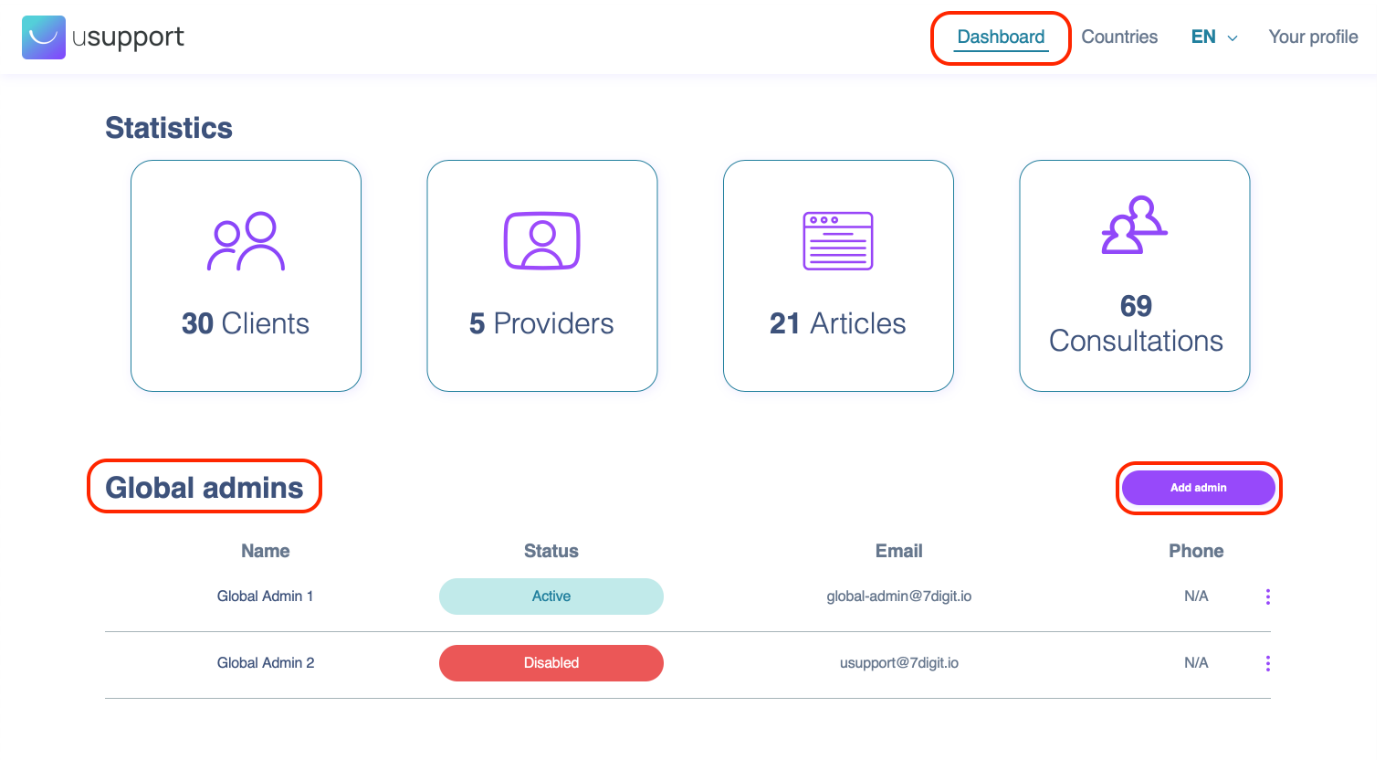 usupport
Dashboard
Countries
EN
Your profile
Statistics
30 Clients
5 Providers
21 Articles
69
Consultations
Global admins
Add admin
Name
Status
Email
Phone
Global Admin 1
Active
global-admin@7digit.io
N/A
Global Admin 2
Disabled
usupport@7digit.io
N/A